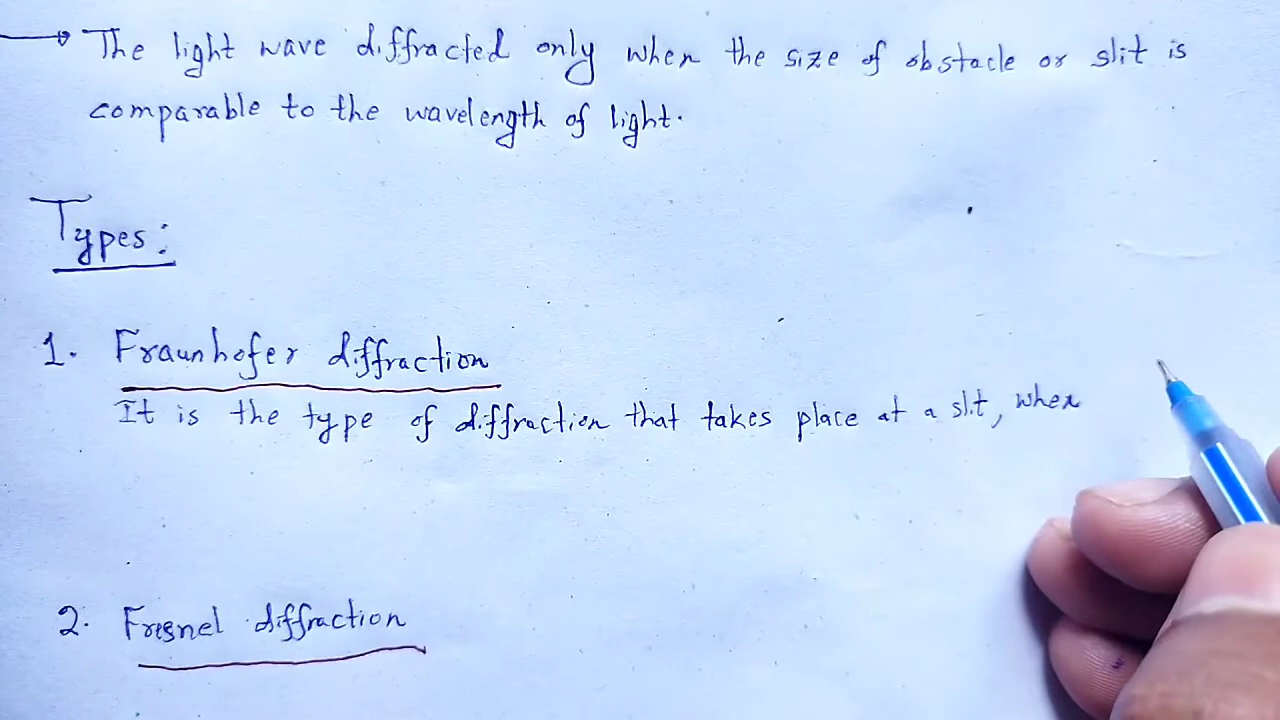 The light wave diffracted only when the size of obstacle or slit is
comparable to the wavelength of light.
Types:
1. Fraunhofer diffraction
It is the type of diffraction that takes place at a slit, when
2. Fresnel diffraction